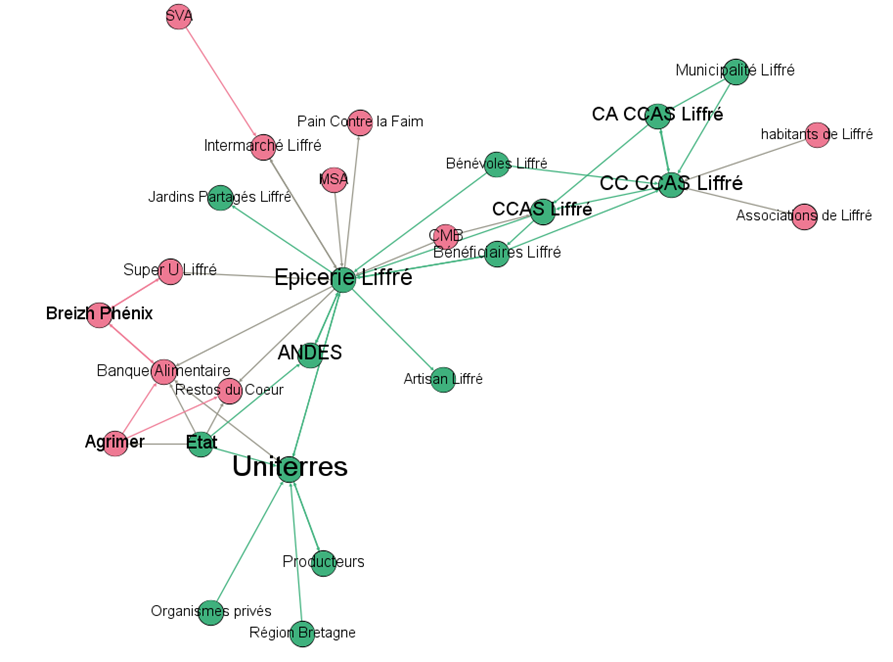 SVA
Municipalité Liffré
CA CCAS Liffré
Pain Contre la Faim
habitants de Liffré
Intermarché Liffré
Bénévoles Liffré
MSA
CC CCAS Liffré
Jardins Partagés Liffré
CCAS Liffré
Associations de Liffré
CMB
Bénéficiaires Liffré
Super U Liffré
Epicerie Liffré
Breizh Phénix
ANDES
Banque Alimentaire
Artisan Liffré
Restos du Coeur
Agrimer
Etat
Uniterres
Producteurs
Organismes privés
Région Bretagne